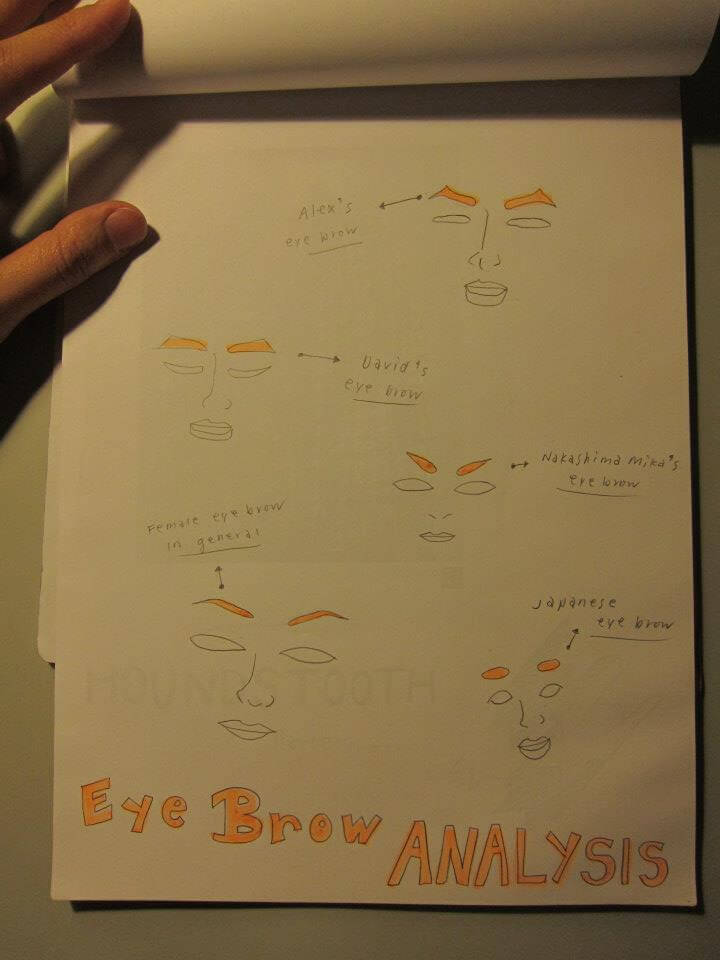 Alex's
eye brow
David's
eye brow
Nakashima Mika's
eye brow
Female eye brow
in general
Japanese
eye brow
HOUNDSTOOTH
Eye Brow ANALYSIS